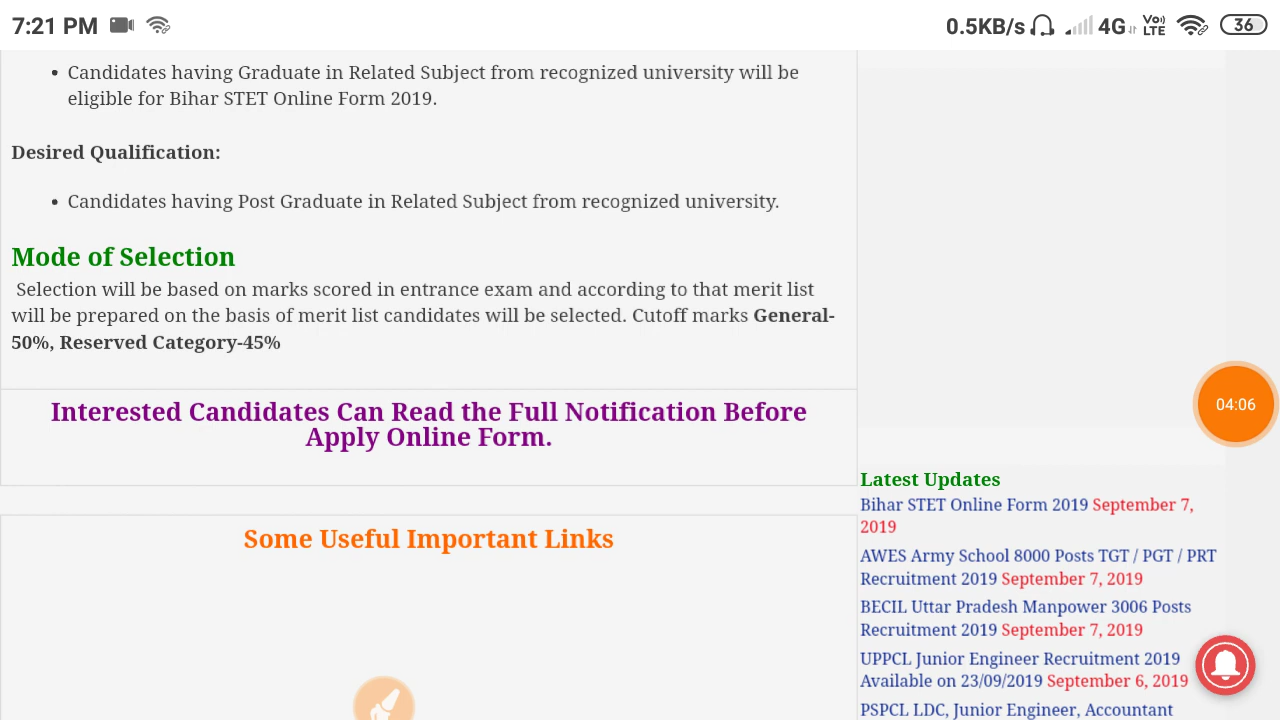 7:21 PM
0.5KB/s 4G Vo) LTE 36
• Candidates having Graduate in Related Subject from recognized university will be
eligible for Bihar STET Online Form 2019.
Desired Qualification:
• Candidates having Post Graduate in Related Subject from recognized university.
Mode of Selection
Selection will be based on marks scored in entrance exam and according to that merit list
will be prepared on the basis of merit list candidates will be selected. Cutoff marks General-
50%, Reserved Category-45%
Interested Candidates Can Read the Full Notification Before
Apply Online Form.
Some Useful Important Links
04:06
Latest Updates
Bihar STET Online Form 2019 September 7,
2019
AWES Army School 8000 Posts TGT / PGT / PRT
Recruitment 2019 September 7, 2019
BECIL Uttar Pradesh Manpower 3006 Posts
Recruitment 2019 September 7, 2019
UPPCL Junior Engineer Recruitment 2019
Available on 23/09/2019 September 6, 2019
PSPCL LDC, Junior Engineer, Accountant